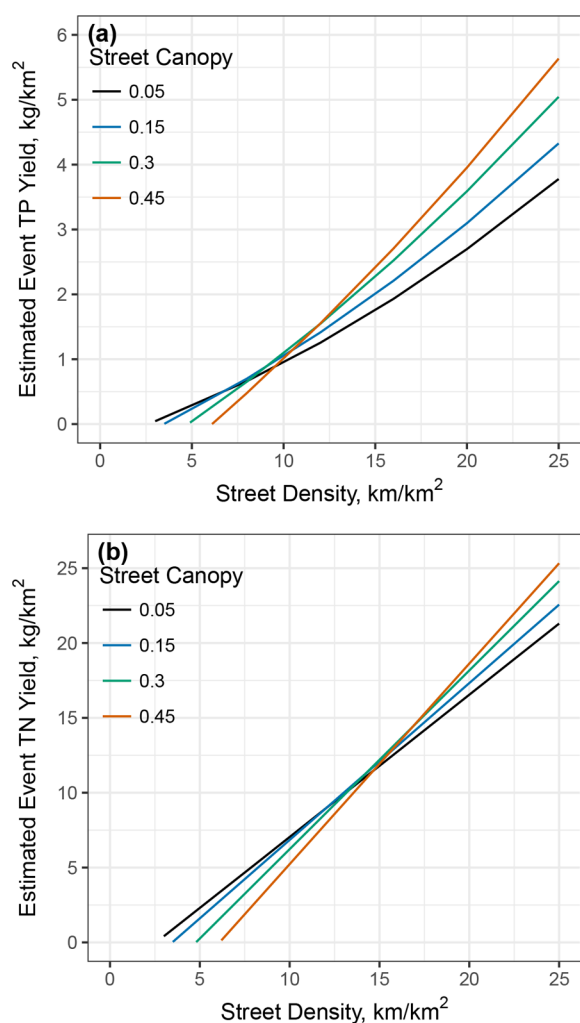 (a)
Street Canopy
0.05
0.15
0.3
0.45
Estimated Event TP Yield, kg/km²
6
5
4
3
2
1
0
0 5 10 15 20 25
Street Density, km/km²
(b)
Street Canopy
0.05
0.15
0.3
0.45
Estimated Event TN Yield, kg/km²
25
20
15
10
5
0
0 5 10 15 20 25
Street Density, km/km²